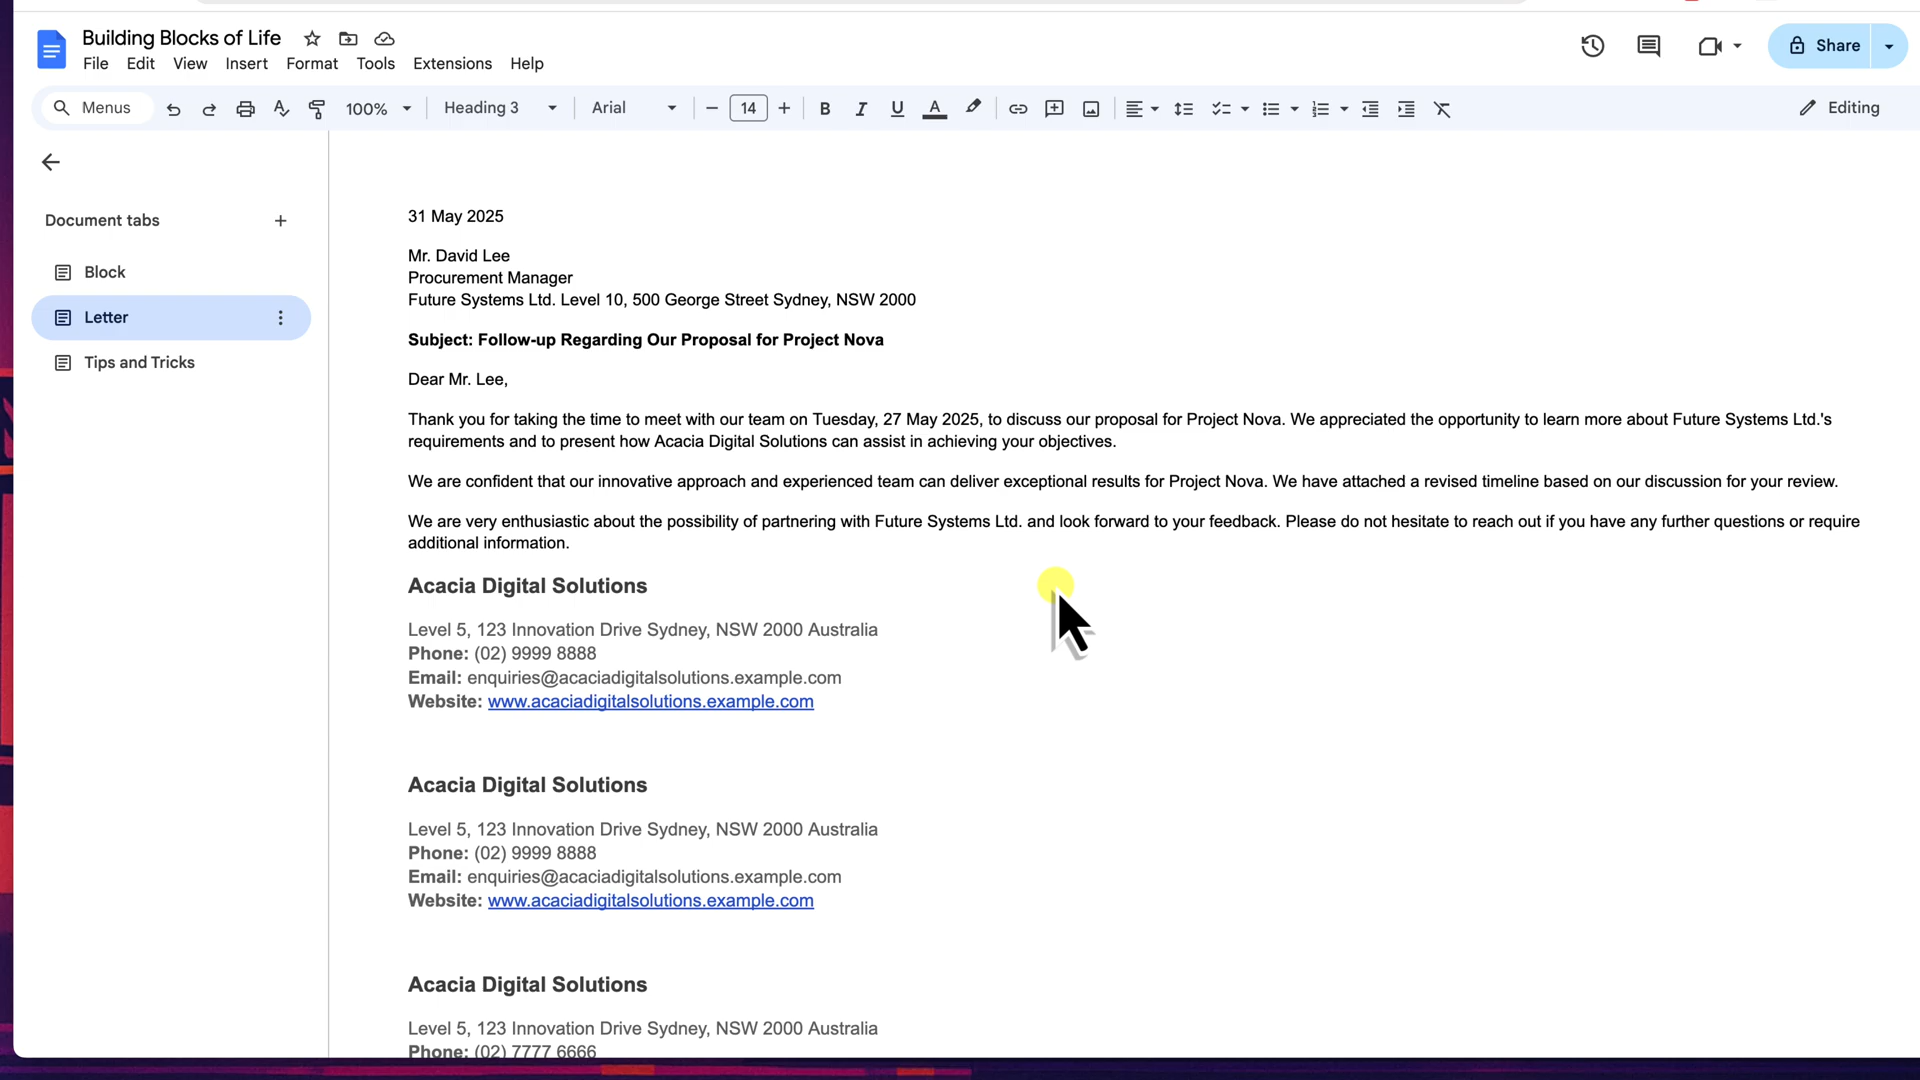 Building Blocks of Life
File Edit View Insert Format Tools Extensions Help
Share
Menus 100% Heading 3 Arial 14 Editing
Document tabs
Block
Letter
Tips and Tricks
31 May 2025
Mr. David Lee
Procurement Manager
Future Systems Ltd. Level 10, 500 George Street Sydney, NSW 2000
Subject: Follow-up Regarding Our Proposal for Project Nova
Dear Mr. Lee,
Thank you for taking the time to meet with our team on Tuesday, 27 May 2025, to discuss our proposal for Project Nova. We appreciated the opportunity to learn more about Future Systems Ltd.'s
requirements and to present how Acacia Digital Solutions can assist in achieving your objectives.
We are confident that our innovative approach and experienced team can deliver exceptional results for Project Nova. We have attached a revised timeline based on our discussion for your review.
We are very enthusiastic about the possibility of partnering with Future Systems Ltd. and look forward to your feedback. Please do not hesitate to reach out if you have any further questions or require
additional information.
Acacia Digital Solutions
Level 5, 123 Innovation Drive Sydney, NSW 2000 Australia
Phone: (02) 9999 8888
Email: enquiries@acaciadigitalsolutions.example.com
Website: www.acaciadigitalsolutions.example.com
Acacia Digital Solutions
Level 5, 123 Innovation Drive Sydney, NSW 2000 Australia
Phone: (02) 9999 8888
Email: enquiries@acaciadigitalsolutions.example.com
Website: www.acaciadigitalsolutions.example.com
Acacia Digital Solutions
Level 5, 123 Innovation Drive Sydney, NSW 2000 Australia
Phone: (02) 7777 6666